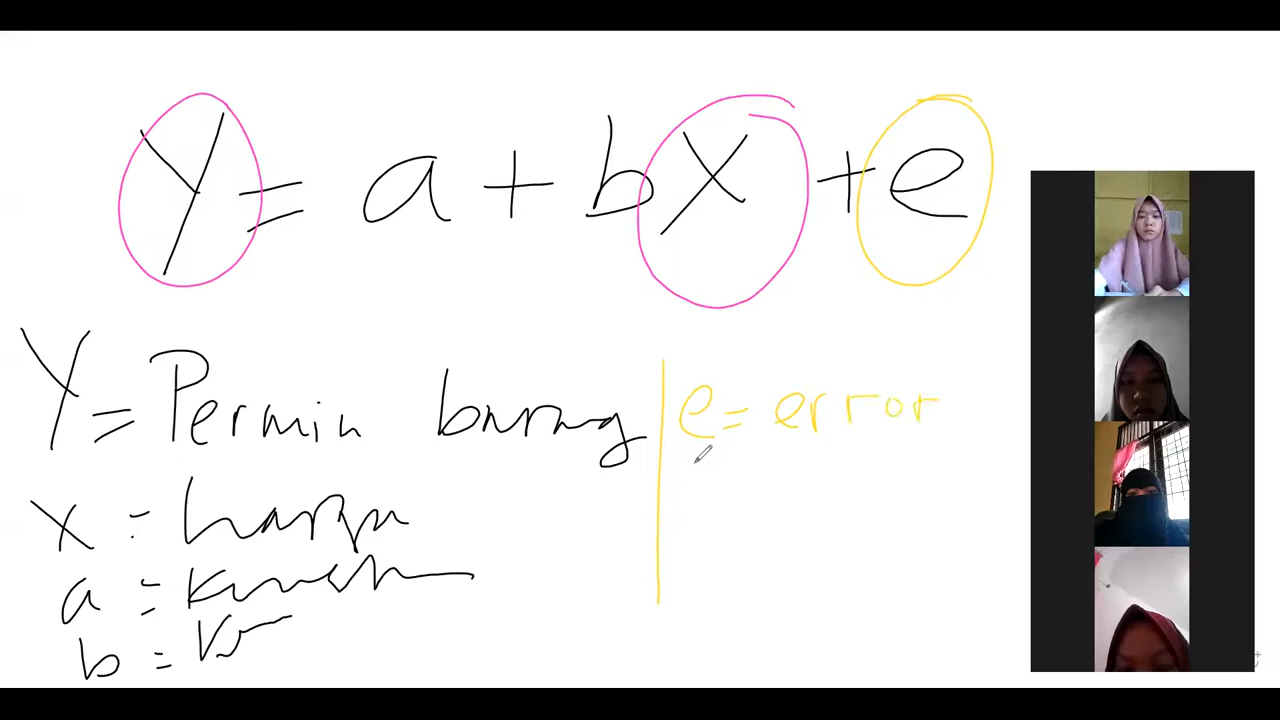 Y = a + bX + e
Y = Permin barang
X = harga
a =
b =
e = error